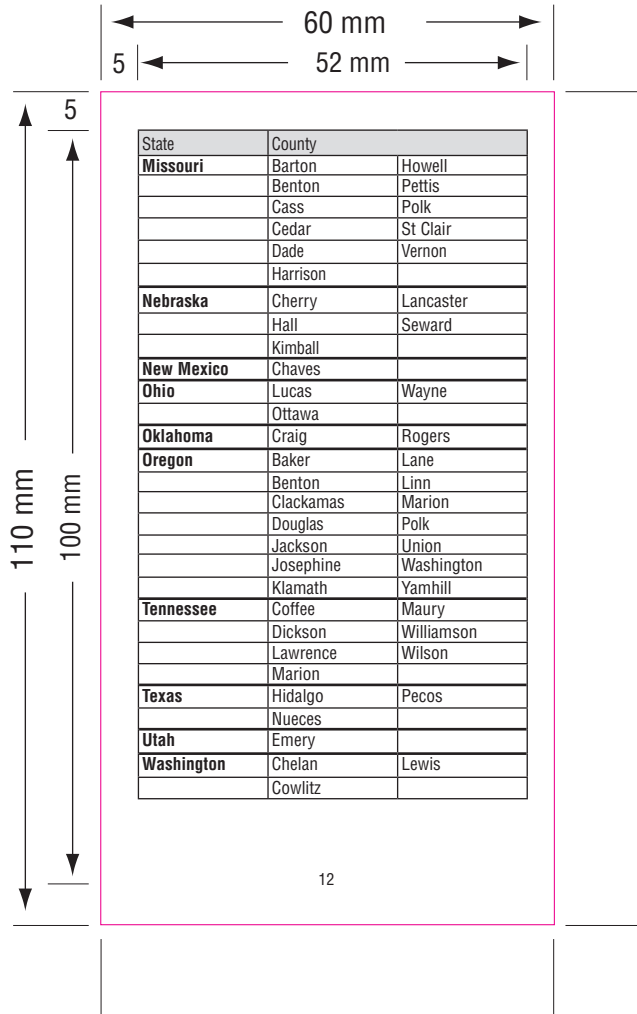 60 mm
5 52 mm
5
110 mm
100 mm
State County
Missouri Barton Howell
Benton Pettis
Cass Polk
Cedar St Clair
Dade Vernon
Harrison
Nebraska Cherry Lancaster
Hall Seward
Kimball
New Mexico Chaves
Ohio Lucas Wayne
Ottawa
Oklahoma Craig Rogers
Oregon Baker Lane
Benton Linn
Clackamas Marion
Douglas Polk
Jackson Union
Josephine Washington
Klamath Yamhill
Tennessee Coffee Maury
Dickson Williamson
Lawrence Wilson
Marion
Texas Hidalgo Pecos
Nueces
Utah Emery
Washington Chelan Lewis
Cowlitz
12